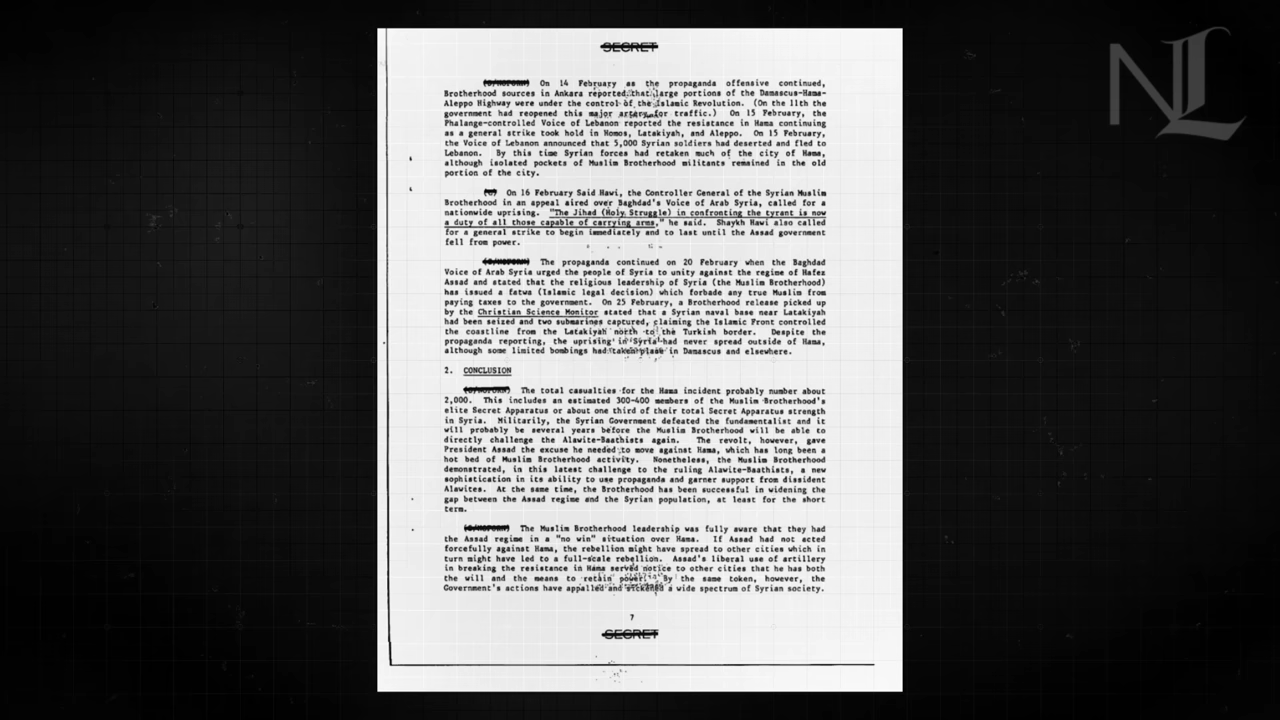 SECRET
(S/NOFORN) On 14 February as the propaganda offensive continued,
Brotherhood sources in Ankara reported that large portions of the Damascus-Hama-
Aleppo Highway were under the control of the Islamic Revolution. (On the 11th the
government had reopened this major artery for traffic.) On 15 February, the
Phalange-controlled Voice of Lebanon reported the resistance in Hama continuing
as a general strike took hold in Homos, Latakiyah, and Aleppo. On 15 February,
the Voice of Lebanon announced that 5,000 Syrian soldiers had deserted and fled to
Lebanon. By this time Syrian forces had retaken much of the city of Hama,
although isolated pockets of Muslim Brotherhood militants remained in the old
portion of the city.
On 16 February Said Hawi, the Controller General of the Syrian Muslim
Brotherhood in an appeal aired over Baghdad's Voice of Arab Syria, called for a
nationwide uprising. "The Jihad (Holy Struggle) in confronting the tyrant is now
a duty of all those capable of carrying arms," he said. Shaykh Hawi also called
for a general strike to begin immediately and to last until the Assad government
fell from power.
(S/NOFORN) The propaganda continued on 20 February when the Baghdad
Voice of Arab Syria urged the people of Syria to unity against the regime of Hafez
Assad and stated that the religious leadership of Syria (the Muslim Brotherhood)
has issued a fatwa (Islamic legal decision) which forbade any true Muslim from
paying taxes to the government. On 25 February, a Brotherhood release picked up
by the Christian Science Monitor stated that a Syrian naval base near Latakiyah
had been seized and two submarines captured, claiming the Islamic Front controlled
the coastline from the Latakiyah north to the Turkish border. Despite the
propaganda reporting, the uprising in Syria had never spread outside of Hama,
although some limited bombings had taken place in Damascus and elsewhere.
2. CONCLUSION
(S/NOFORN) The total casualties for the Hama incident probably number about
2,000. This includes an estimated 300-400 members of the Muslim Brotherhood's
elite Secret Apparatus or about one third of their total Secret Apparatus strength
in Syria. Militarily, the Syrian Government defeated the fundamentalist and it
will probably be several years before the Muslim Brotherhood will be able to
directly challenge the Alawite-Baathists again. The revolt, however, gave
President Assad the excuse he needed to move against Hama, which has long been a
hot bed of Muslim Brotherhood activity. Nonetheless, the Muslim Brotherhood
demonstrated, in this latest challenge to the ruling Alawite-Baathists, a new
sophistication in its ability to use propaganda and garner support from dissident
Alawites. At the same time, the Brotherhood has been successful in widening the
gap between the Assad regime and the Syrian population, at least for the short
term.
(S/NOFORN) The Muslim Brotherhood leadership was fully aware that they had
the Assad regime in a "no win" situation over Hama. If Assad had not acted
forcefully against Hama, the rebellion might have spread to other cities which in
turn might have led to a full-scale rebellion. Assad's liberal use of artillery
in breaking the resistance in Hama served notice to other cities that he has both
the will and the means to retain power. By the same token, however, the
Government's actions have appalled and sickened a wide spectrum of Syrian society.
7
SECRET
NL